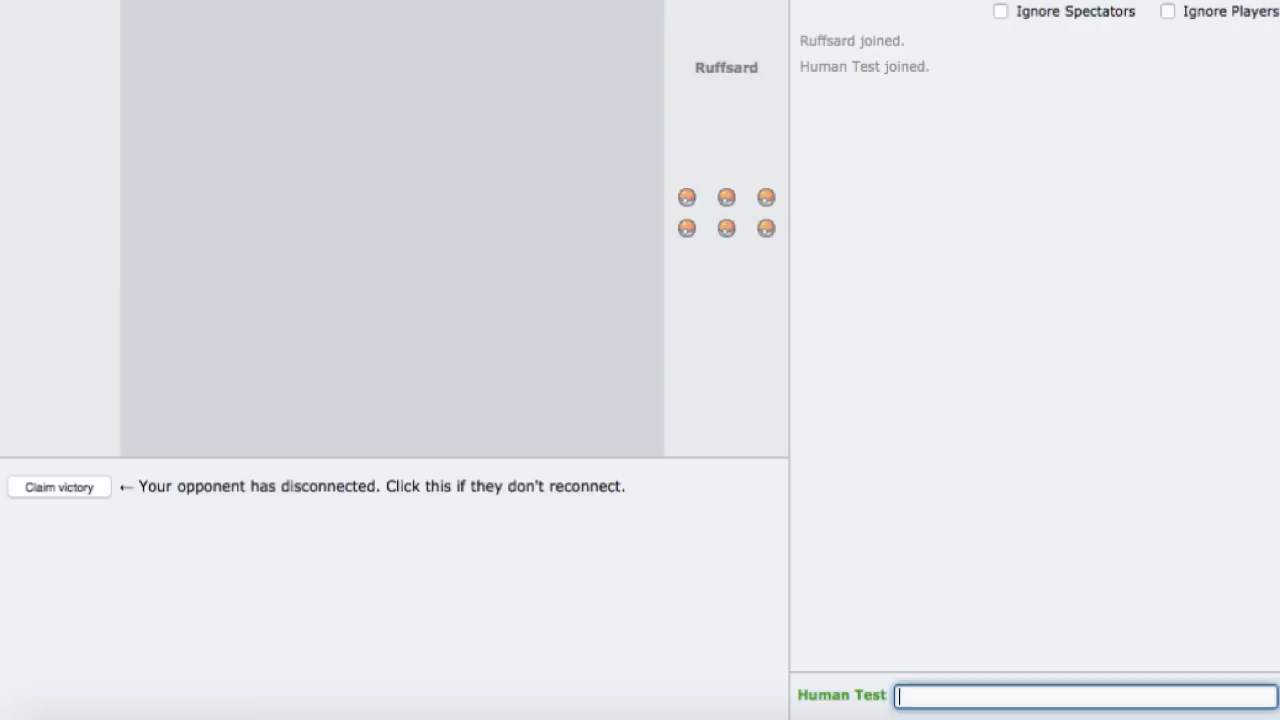 Ignore Spectators Ignore Players
Ruffsard joined.
Human Test joined.
Ruffsard
Claim victory ← Your opponent has disconnected. Click this if they don't reconnect.
Human Test